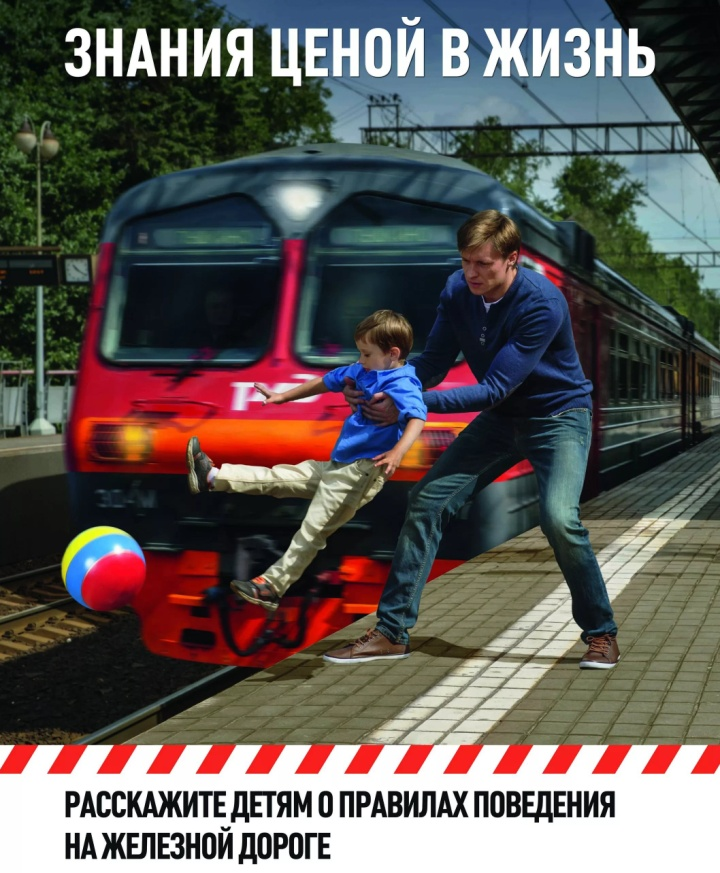 ЗНАНИЯ ЦЕНОЙ В ЖИЗНЬ
РАССКАЖИТЕ ДЕТЯМ О ПРАВИЛАХ ПОВЕДЕНИЯ
НА ЖЕЛЕЗНОЙ ДОРОГЕ